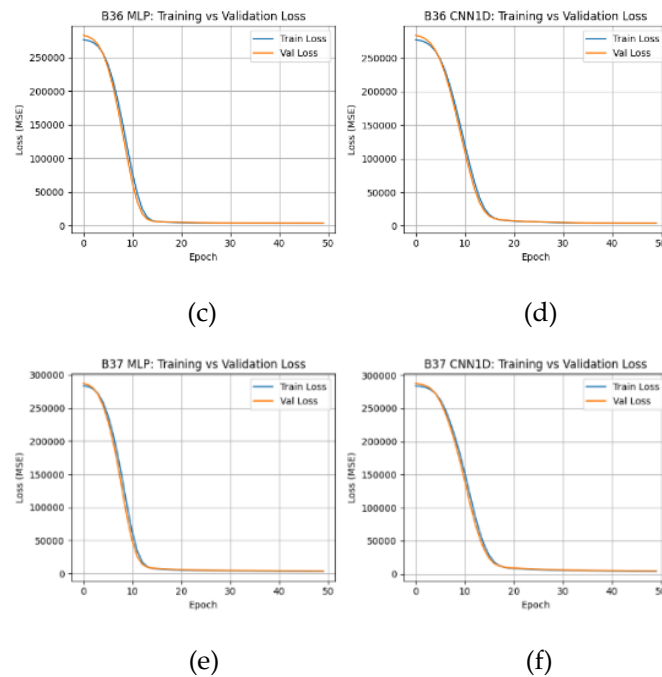 B36 MLP: Training vs Validation Loss
Train Loss
Val Loss
250000
200000
150000
100000
50000
0
Loss (MSE)
0 10 20 30 40 50
Epoch
(c)
B36 CNN1D: Training vs Validation Loss
Train Loss
Val Loss
250000
200000
150000
100000
50000
0
Loss (MSE)
0 10 20 30 40 50
Epoch
(d)
B37 MLP: Training vs Validation Loss
Train Loss
Val Loss
300000
250000
200000
150000
100000
50000
0
Loss (MSE)
0 10 20 30 40 50
Epoch
(e)
B37 CNN1D: Training vs Validation Loss
Train Loss
Val Loss
300000
250000
200000
150000
100000
50000
0
Loss (MSE)
0 10 20 30 40 50
Epoch
(f)